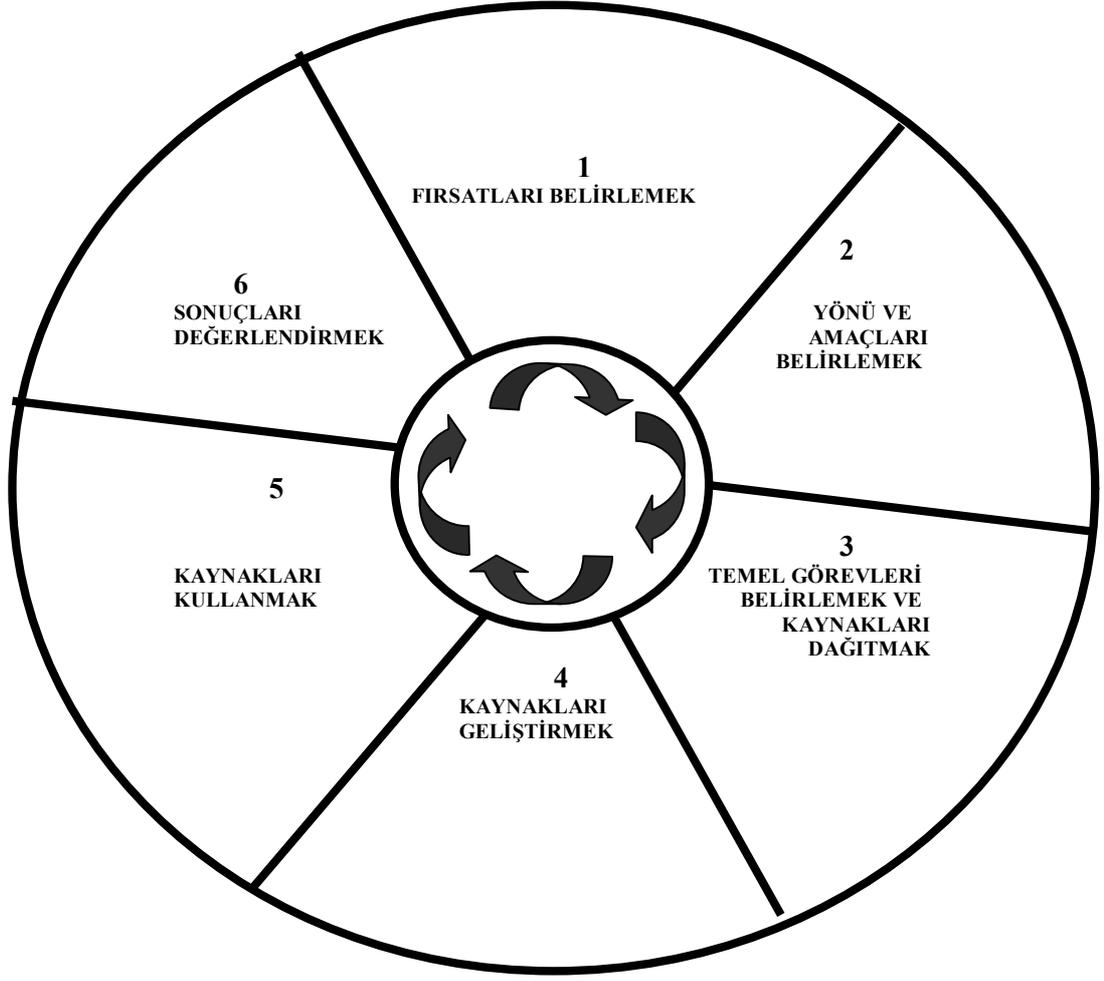 1
FIRSATLARI BELİRLEMEK
2
YÖNÜ VE
AMAÇLARI
BELİRLEMEK
3
TEMEL GÖREVLERİ
BELİRLEMEK VE
KAYNAKLARI
DAĞITMAK
4
KAYNAKLARI
GELİŞTİRMEK
5
KAYNAKLARI
KULLANMAK
6
SONUÇLARI
DEĞERLENDİRMEK